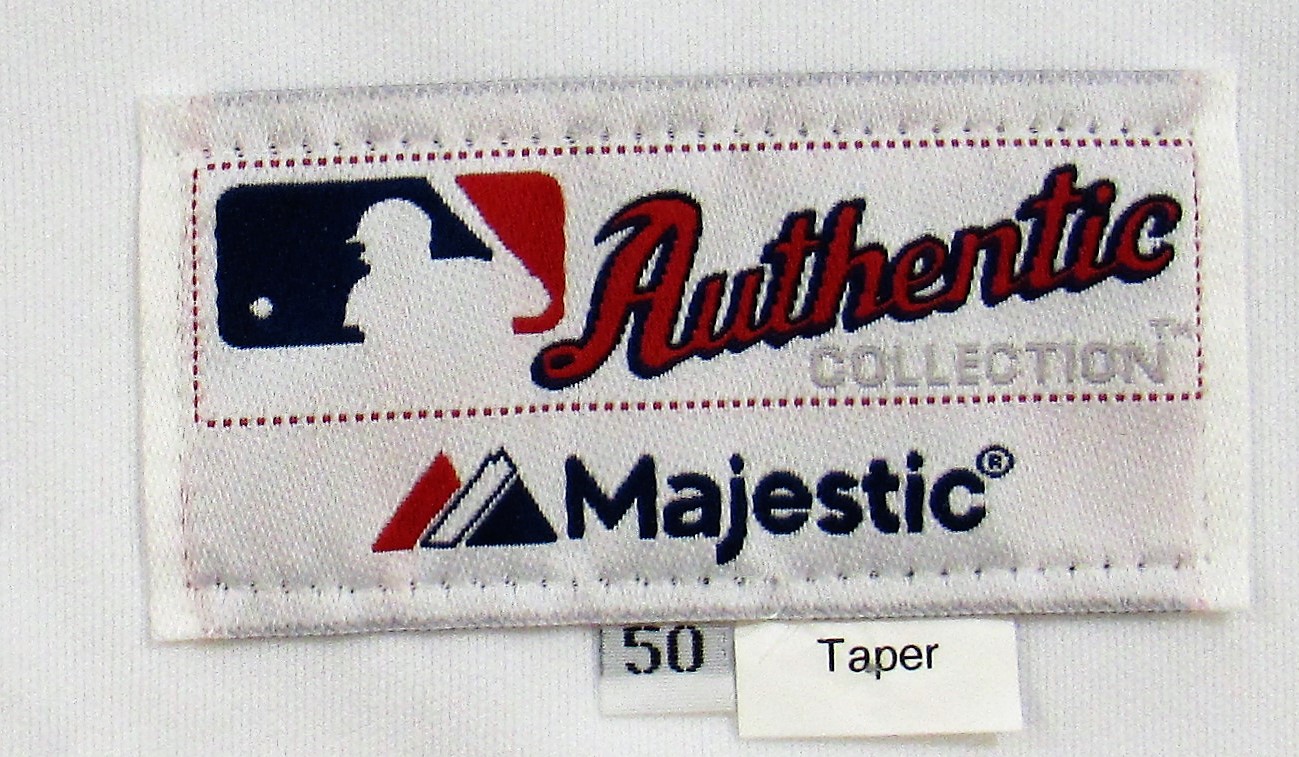 Authentic
COLLECTION™
Majestic®
50
Taper